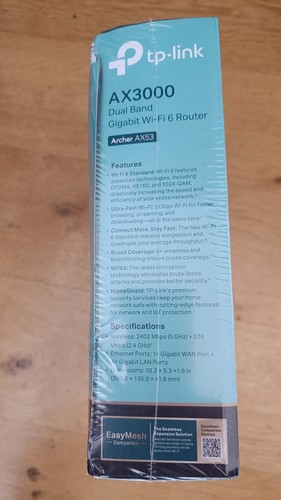 tp-link
AX3000
Dual Band
Gigabit Wi-Fi 6 Router
Archer AX53
Features
• Wi-Fi 6 Standard: Wi-Fi 6 features
advanced technologies, including
OFDMA, HE160, and 1024-QAM,
drastically increasing the speed and
efficiency of your entire network.
• Ultra-Fast Wi-Fi: Gbps Wi-Fi for faster
browsing, streaming, and
downloading—all at the same time.
• Connect More, Stay Fast: The new Wi-Fi
6 standard reduces congestion and
quadruples your average throughput.
• Broad Coverage: 4× antennas and
Beamforming ensure broad coverage.
• WPA3: The latest encryption
technology eliminates brute-force
attacks and provides better security.
• HomeShield: TP-Link's premium
security services keep your home
network safe with cutting-edge features
for network and IoT protection.
Specifications
• Wireless: 2402 Mbps (5 GHz) + 574
Mbps (2.4 GHz)
• Ethernet Ports: 1× Gigabit WAN Port +
4× Gigabit LAN Ports
• Dimensions: 10.2 × 5.3 ×1.6 in
(260.2 × 135.0 × 41.6 mm)
EasyMesh
Compatible
The Seamless
Expansion Solution
EasyMesh-
Compatible
Devices